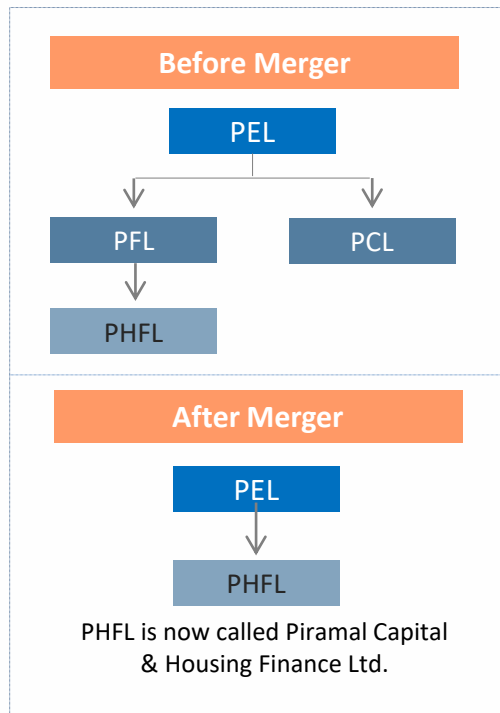 Before Merger
PEL
PFL
PCL
PHFL
After Merger
PEL
PHFL
PHFL is now called Piramal Capital
& Housing Finance Ltd.